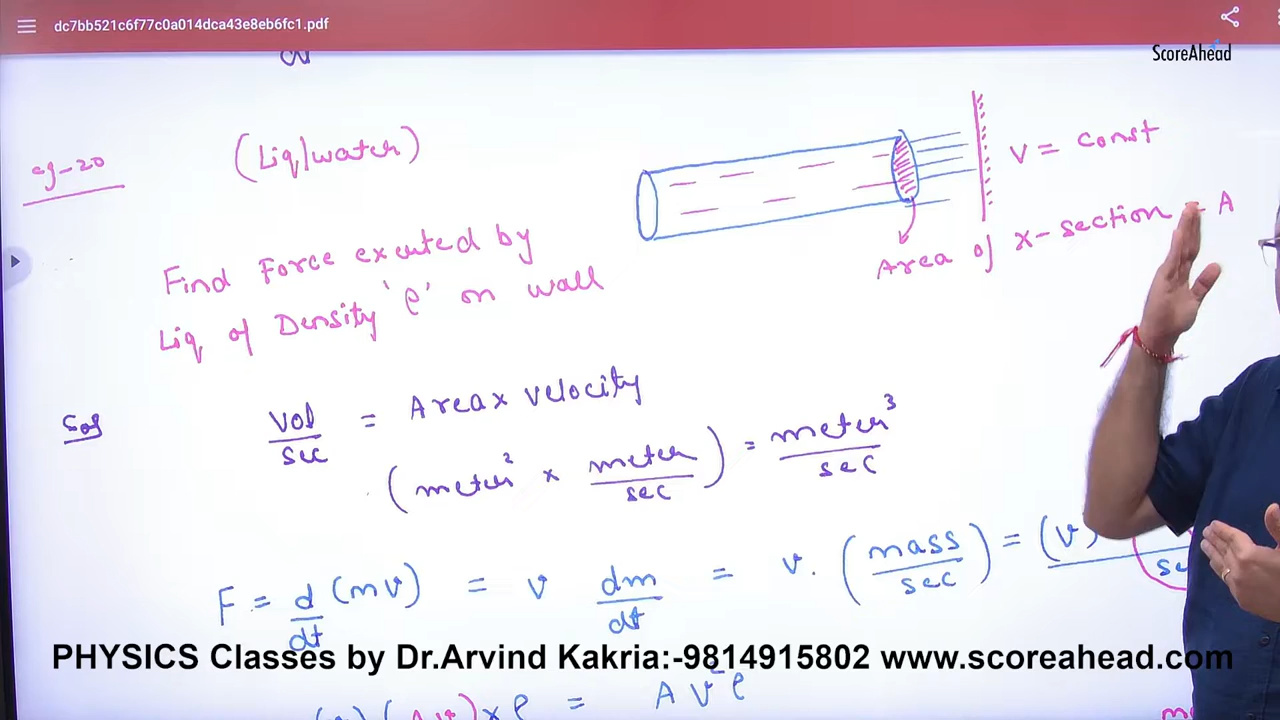 dc7bb521c6f77c0a014dca43e8eb6fc1.pdf
ScoreAhead
eg-20
(Liq/water)
V = const
Area of x-section = A
Find Force exerted by
Liq of Density 'ρ' on wall
Sol
Vol/sec = Area x velocity
(meter² x meter/sec) = meter³/sec
F = d/dt (mv) = v dm/dt = v. (mass/sec) = (v)
PHYSICS Classes by Dr.Arvind Kakria:-9814915802 www.scoreahead.com
(Av) x ρ = A v² ρ